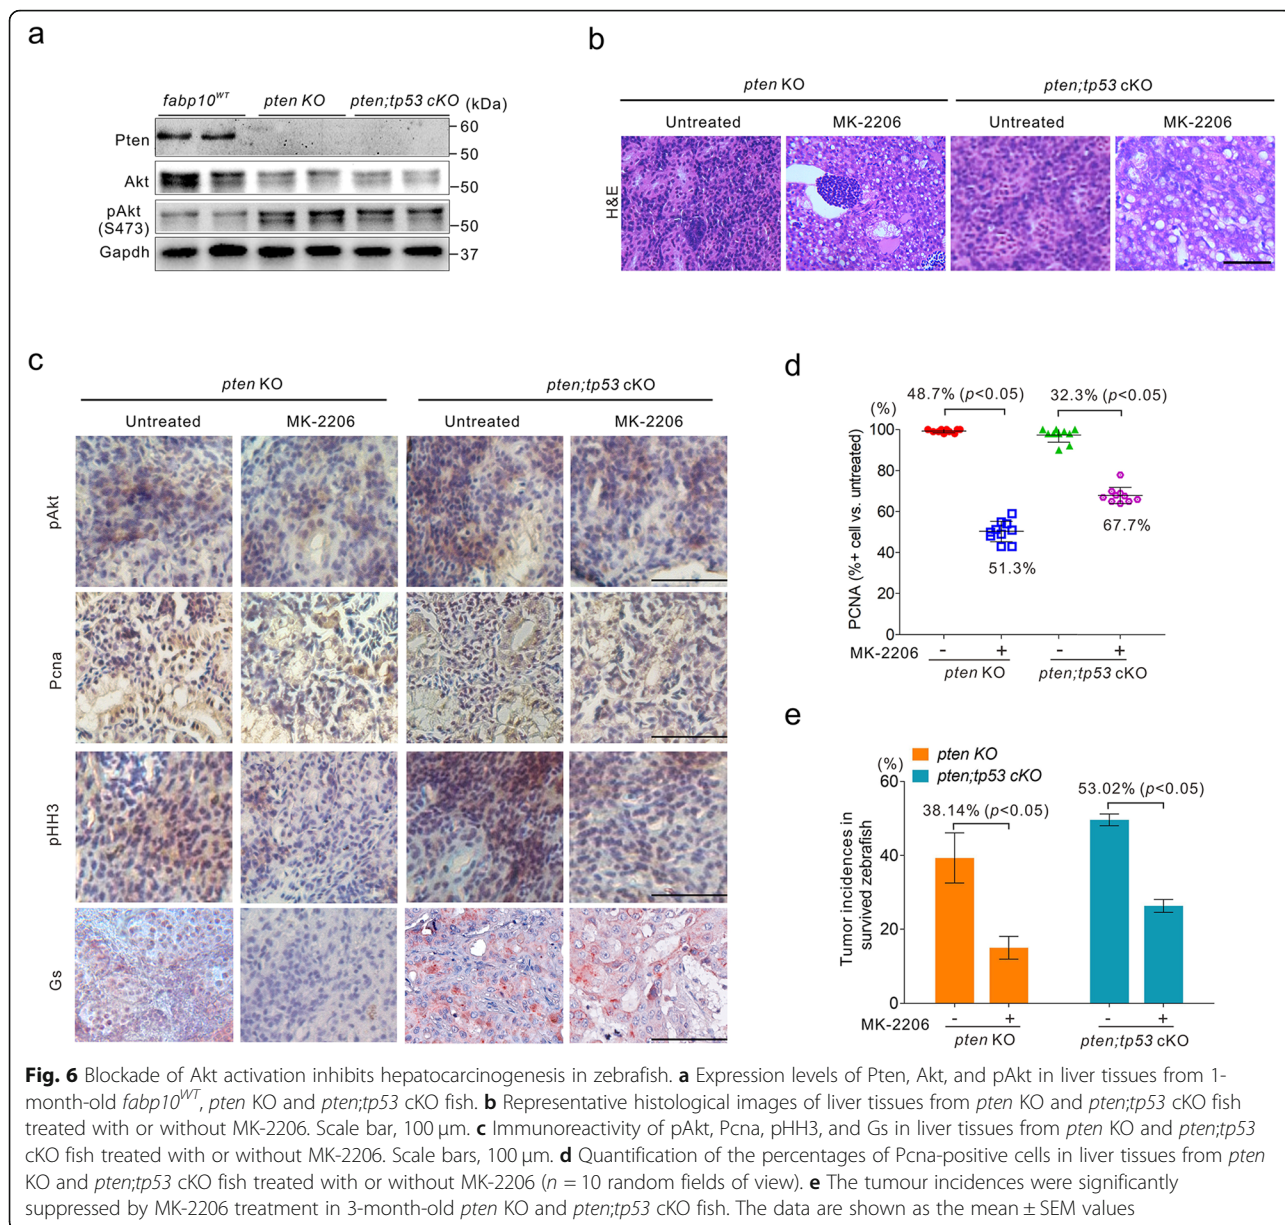 a
fabp10WT pten KO pten;tp53 cKO (kDa)
Pten
60
50
Akt
50
pAkt
(S473)
50
Gapdh
37
b
pten KO pten;tp53 cKO
Untreated MK-2206 Untreated MK-2206
H&E
c
pten KO pten;tp53 cKO
Untreated MK-2206 Untreated MK-2206
pAkt
Pcna
pHH3
Gs
d
48.7% (p<0.05) 32.3% (p<0.05)
(%)
100
80
60
40
20
0
PCNA (%+ cell vs. untreated)
51.3%
67.7%
MK-2206 - + - +
pten KO pten;tp53 cKO
e
pten KO
pten;tp53 cKO
(%)
60
40
20
0
Tumor incidences in
survived zebrafish
38.14% (p<0.05)
53.02% (p<0.05)
MK-2206 - + - +
pten KO pten;tp53 cKO
Fig. 6 Blockade of Akt activation inhibits hepatocarcinogenesis in zebrafish. a Expression levels of Pten, Akt, and pAkt in liver tissues from 1-
month-old fabp10WT, pten KO and pten;tp53 cKO fish. b Representative histological images of liver tissues from pten KO and pten;tp53 cKO fish
treated with or without MK-2206. Scale bar, 100 μm. c Immunoreactivity of pAkt, Pcna, pHH3, and Gs in liver tissues from pten KO and pten;tp53
cKO fish treated with or without MK-2206. Scale bars, 100 μm. d Quantification of the percentages of Pcna-positive cells in liver tissues from pten
KO and pten;tp53 cKO fish treated with or without MK-2206 (n = 10 random fields of view). e The tumour incidences were significantly
suppressed by MK-2206 treatment in 3-month-old pten KO and pten;tp53 cKO fish. The data are shown as the mean ± SEM values